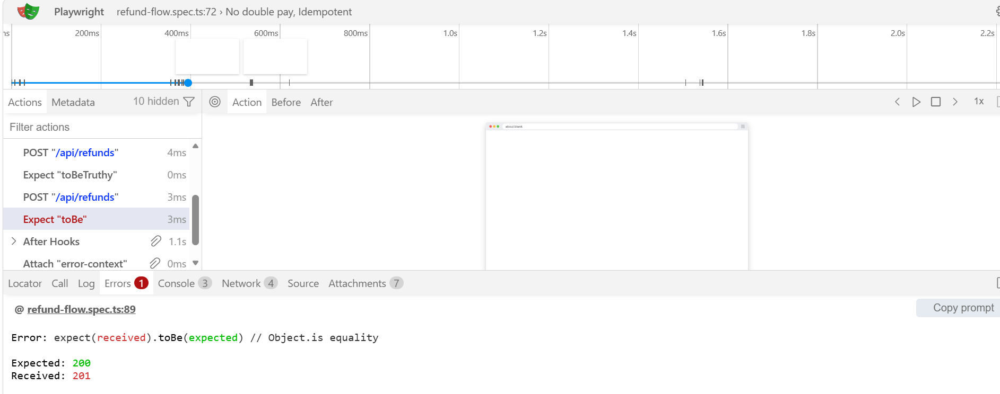 Playwright refund-flow.spec.ts:72 › No double pay, Idempotent
ms 200ms 400ms 600ms 800ms 1.0s 1.2s 1.4s 1.6s 1.8s 2.0s 2.2s
Actions Metadata 10 hidden Action Before After 1x
about:blank
Filter actions
POST "/api/refunds" 4ms
Expect "toBeTruthy" 0ms
POST "/api/refunds" 3ms
Expect "toBe" 3ms
After Hooks 1.1s
Attach "error-context" 0ms
Locator Call Log Errors 1 Console 3 Network 4 Source Attachments 7
@ refund-flow.spec.ts:89 Copy prompt
Error: expect(received).toBe(expected) // Object.is equality
Expected: 200
Received: 201